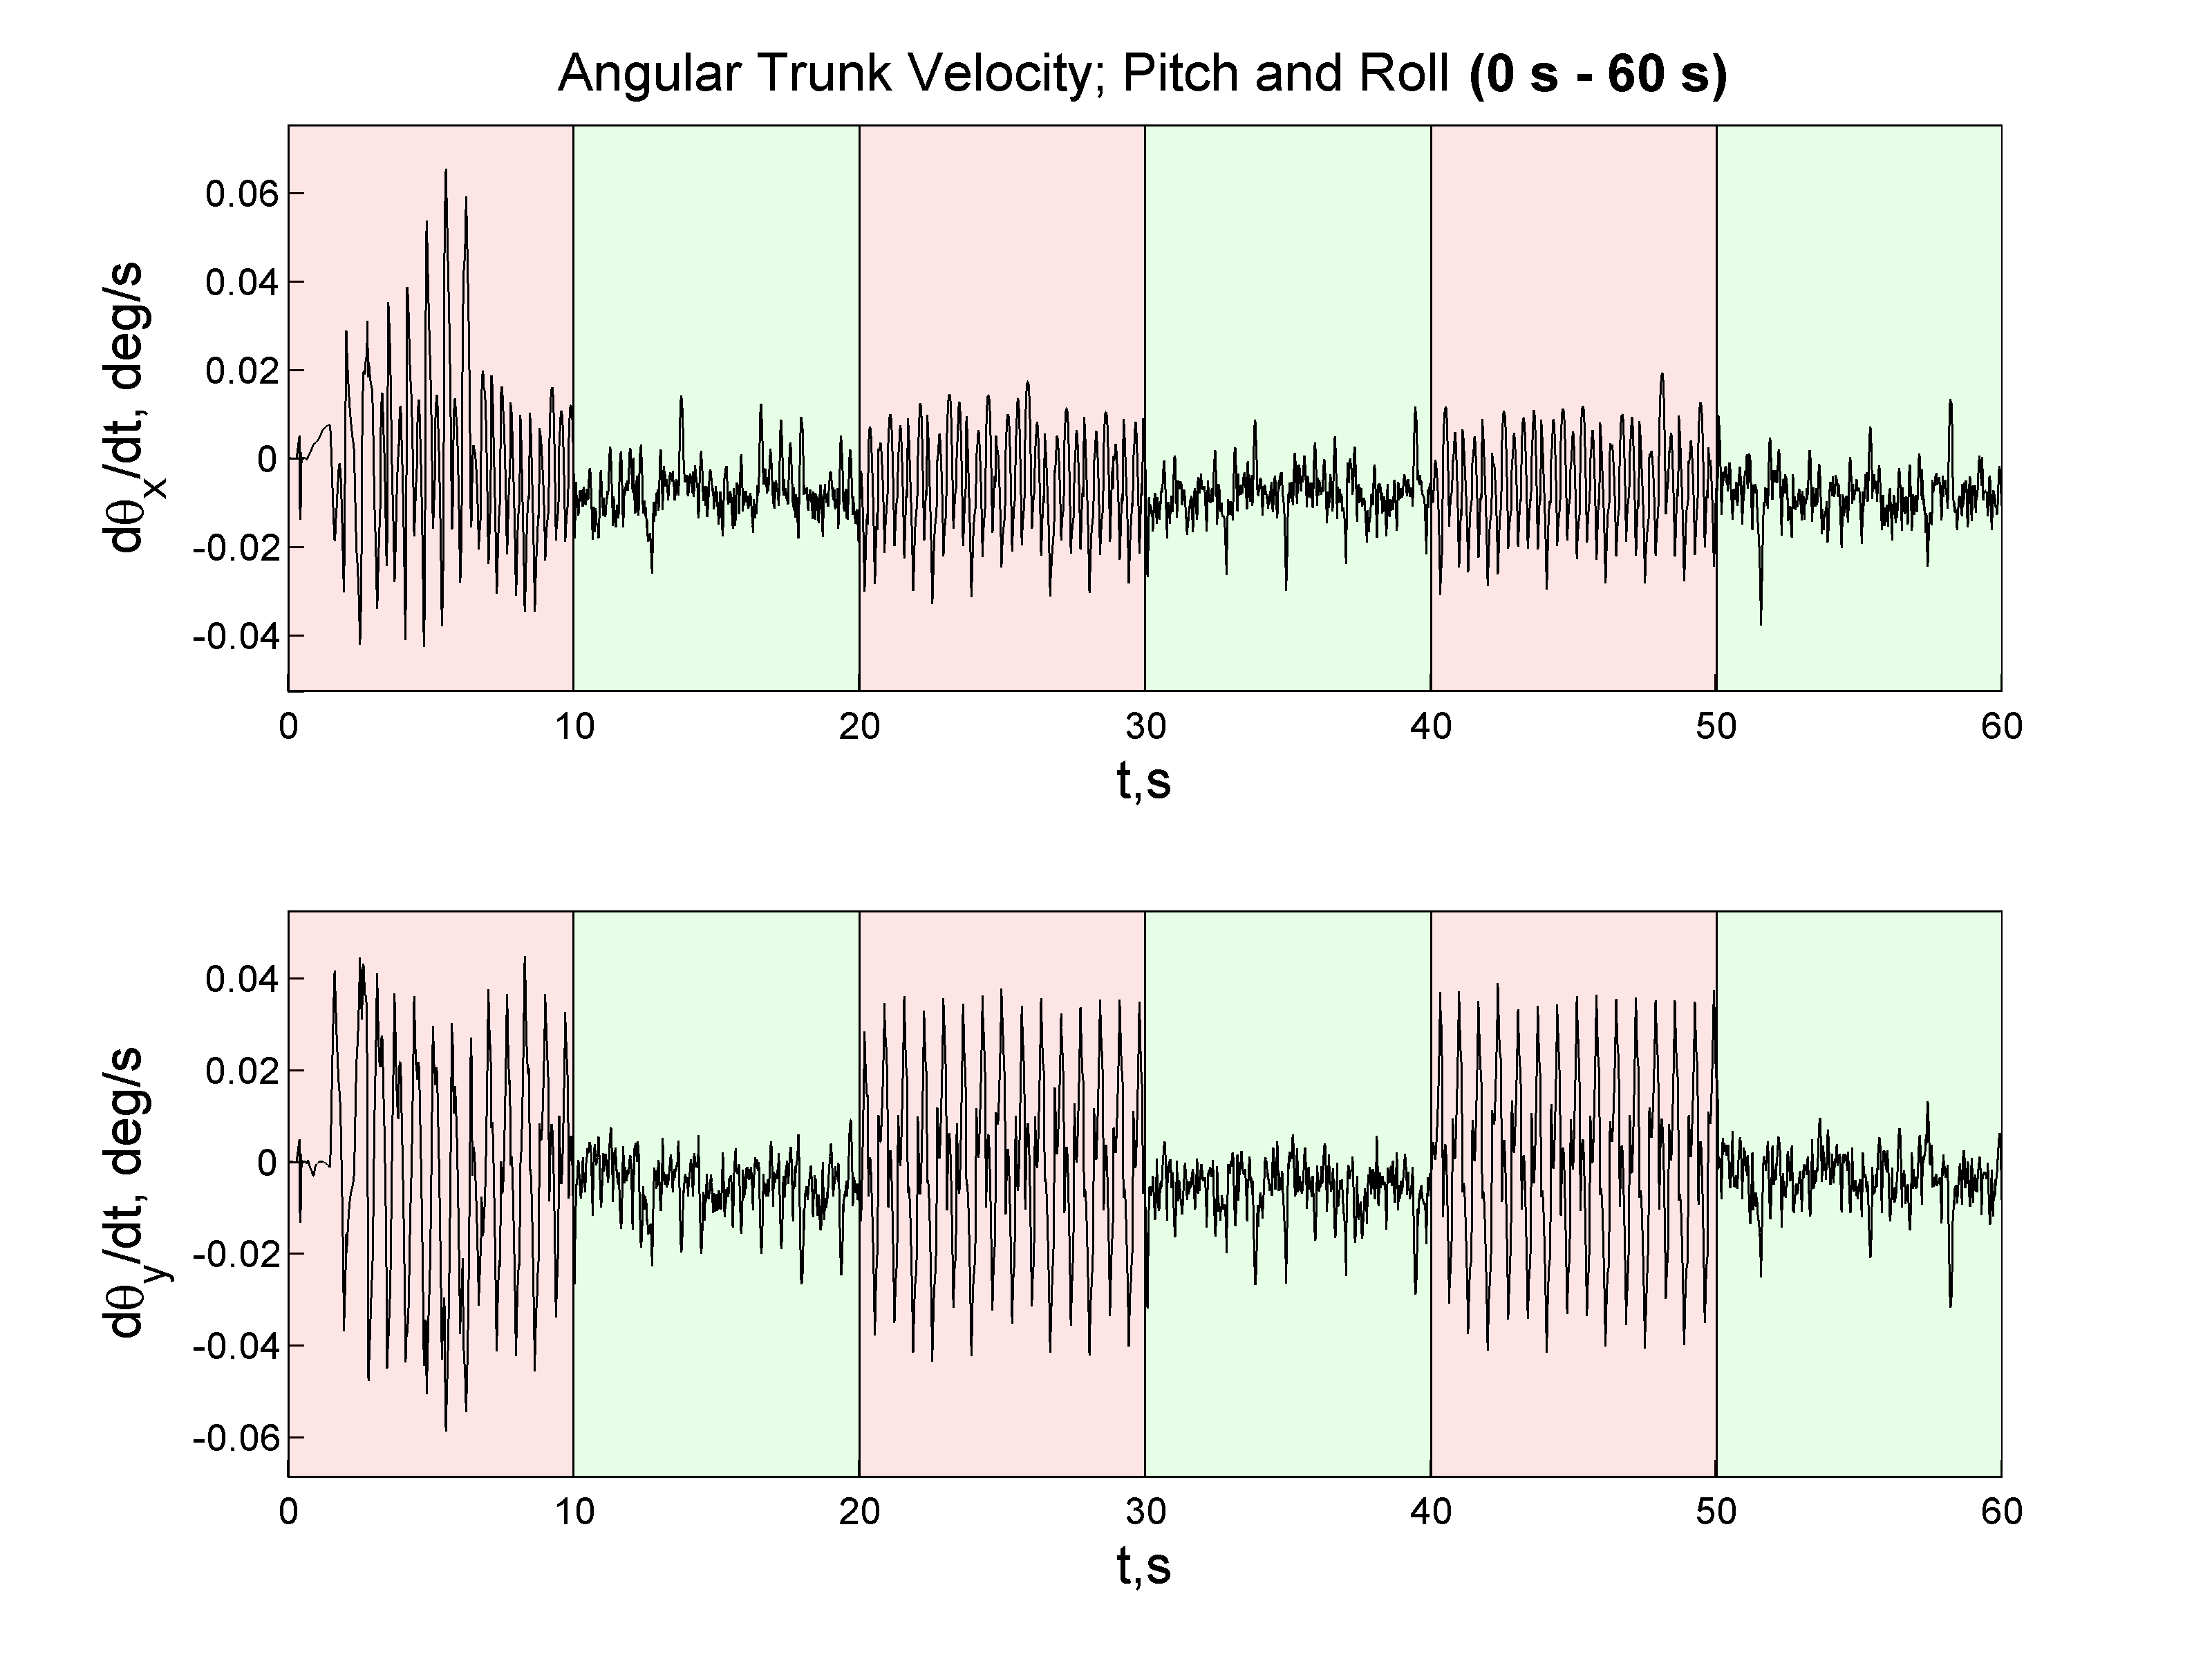 Angular Trunk Velocity; Pitch and Roll (0 s - 60 s)
dθx/dt, deg/s
0.06
0.04
0.02
0
-0.02
-0.04
0 10 20 30 40 50 60
t,s
dθy/dt, deg/s
0.04
0.02
0
-0.02
-0.04
-0.06
0 10 20 30 40 50 60
t,s